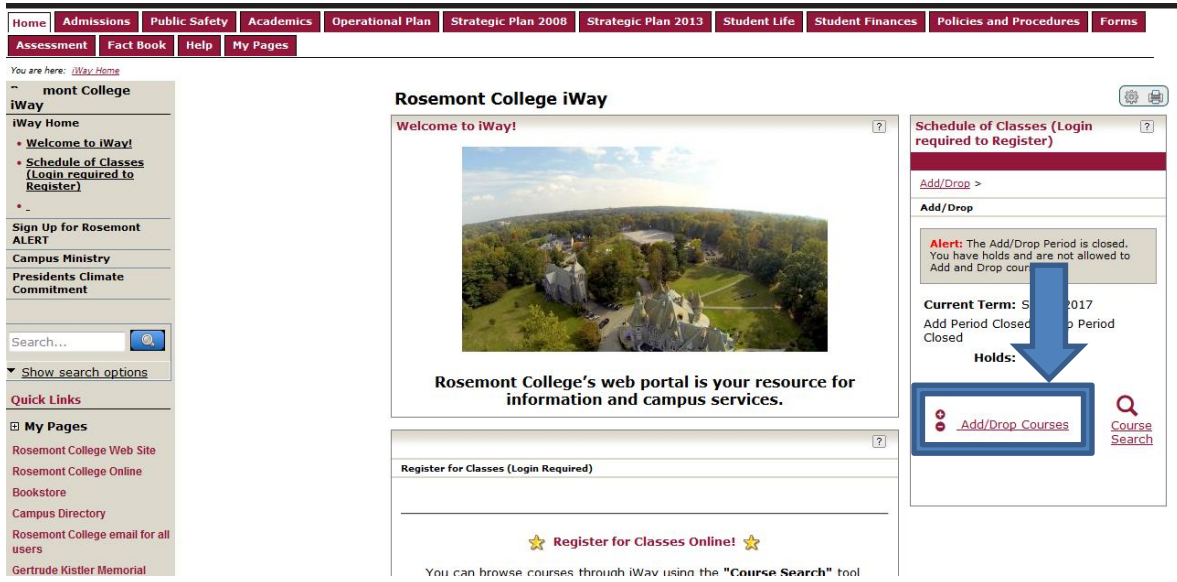 Home Admissions Public Safety Academics Operational Plan Strategic Plan 2008 Strategic Plan 2013 Student Life Student Finances Policies and Procedures Forms
Assessment Fact Book Help My Pages
You are here: iWay Home
mont College
iWay
iWay Home
• Welcome to iWay!
• Schedule of Classes
(Login required to
Register)
Sign Up for Rosemont
ALERT
Campus Ministry
Presidents Climate
Commitment
Search...
Show search options
Quick Links
My Pages
Rosemont College Web Site
Rosemont College Online
Bookstore
Campus Directory
Rosemont College email for all
users
Gertrude Kistler Memorial
Rosemont College iWay
Welcome to iWay! ?
Rosemont College’s web portal is your resource for
information and campus services.
?
Register for Classes (Login Required)
Register for Classes Online!
You can browse courses through iWay using the "Course Search" tool
Schedule of Classes (Login ?
required to Register)
Add/Drop >
Add/Drop
Alert: The Add/Drop Period is closed.
You have holds and are not allowed to
Add and Drop
Current Term: 2017
Add Period Closed Period
Closed
Holds:
Add/Drop Courses
Course
Search